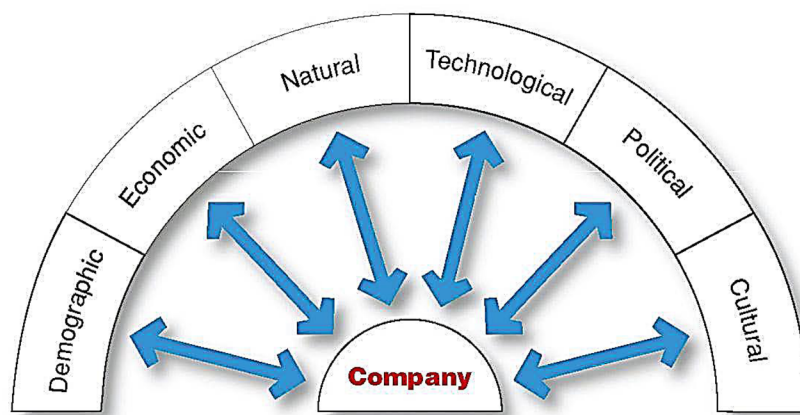 Demographic
Economic
Natural
Technological
Political
Cultural
Company